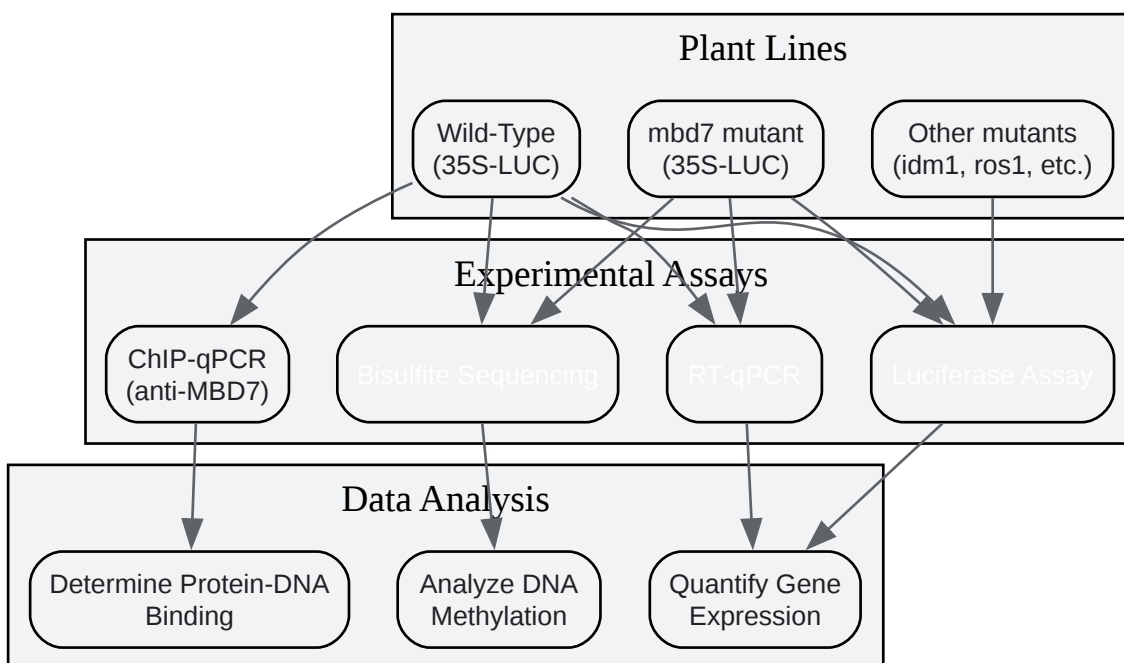 Plant Lines
Wild-Type
(35S-LUC)
mbd7 mutant
(35S-LUC)
Other mutants
(idm1, ros1, etc.)
Experimental Assays
ChIP-qPCR
(anti-MBD7)
Bisulfite Sequencing
RT-qPCR
Luciferase Assay
Data Analysis
Determine Protein-DNA
Binding
Analyze DNA
Methylation
Quantify Gene
Expression